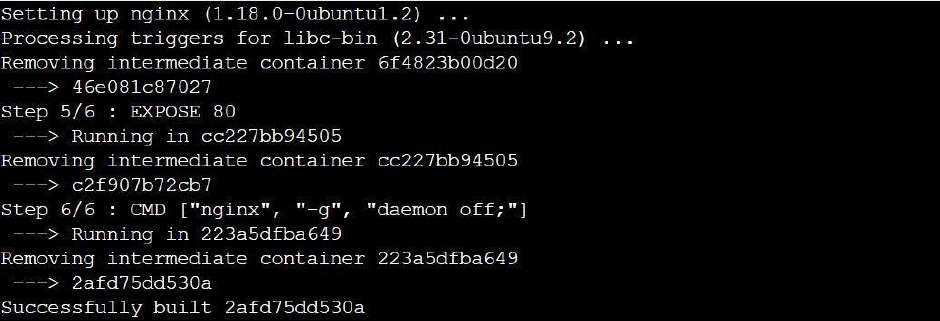 Setting up nginx (1.18.0-0ubuntu1.2) ...
Processing triggers for libc-bin (2.31-0ubuntu9.2) ...
Removing intermediate container 6f4823b00d20
 ---> 46e081c87027
Step 5/6 : EXPOSE 80
 ---> Running in cc227bb94505
Removing intermediate container cc227bb94505
 ---> c2f907b72cb7
Step 6/6 : CMD ["nginx", "-g", "daemon off;"]
 ---> Running in 223a5dfba649
Removing intermediate container 223a5dfba649
 ---> 2afd75dd530a
Successfully built 2afd75dd530a